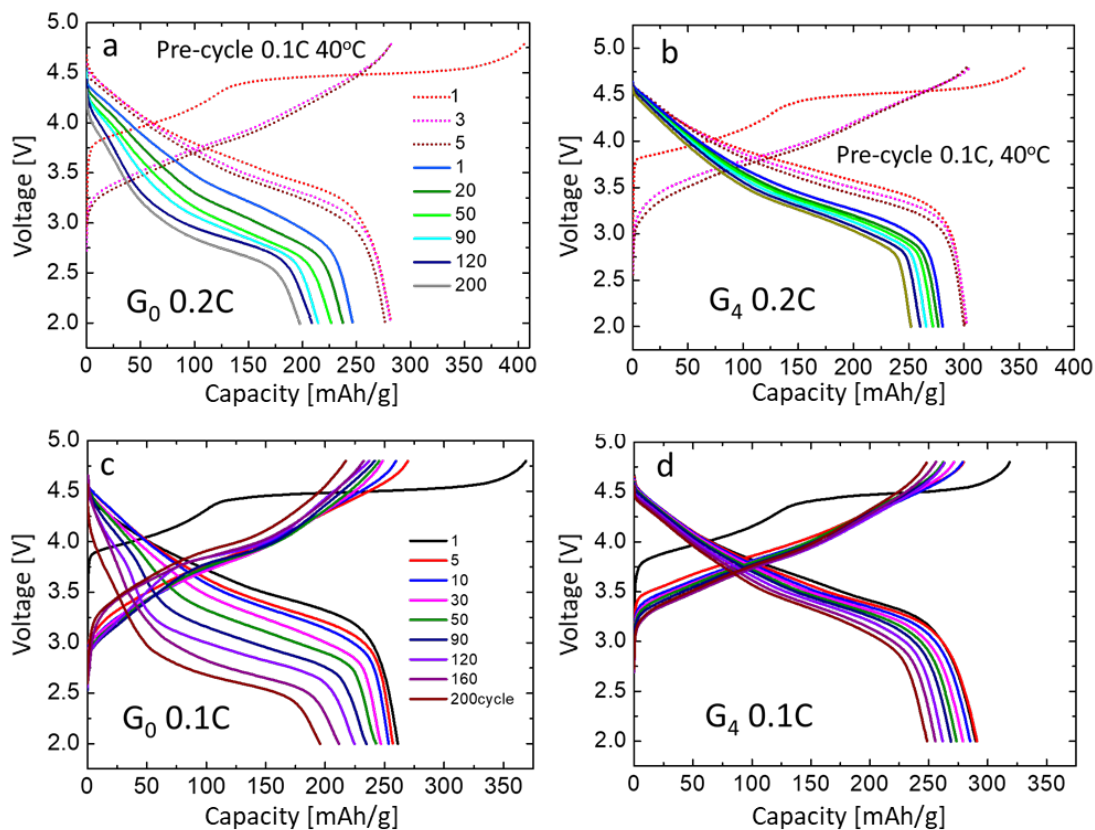 a
Pre-cycle 0.1C 40°C
5.0
4.5
4.0
3.5
3.0
2.5
2.0
Voltage [V]
1
3
5
1
20
50
90
120
200
G₀ 0.2C
0 50 100 150 200 250 300 350 400
Capacity [mAh/g]
b
5.0
4.5
4.0
3.5
3.0
2.5
2.0
Voltage [V]
Pre-cycle 0.1C, 40°C
G₄ 0.2C
0 50 100 150 200 250 300 350 400
Capacity [mAh/g]
c
5.0
4.5
4.0
3.5
3.0
2.5
2.0
Voltage [V]
1
5
10
30
50
90
120
160
200cycle
G₀ 0.1C
0 50 100 150 200 250 300 350
Capacity [mAh/g]
d
5.0
4.5
4.0
3.5
3.0
2.5
2.0
Voltage [V]
G₄ 0.1C
0 50 100 150 200 250 300 350
Capacity [mAh/g]